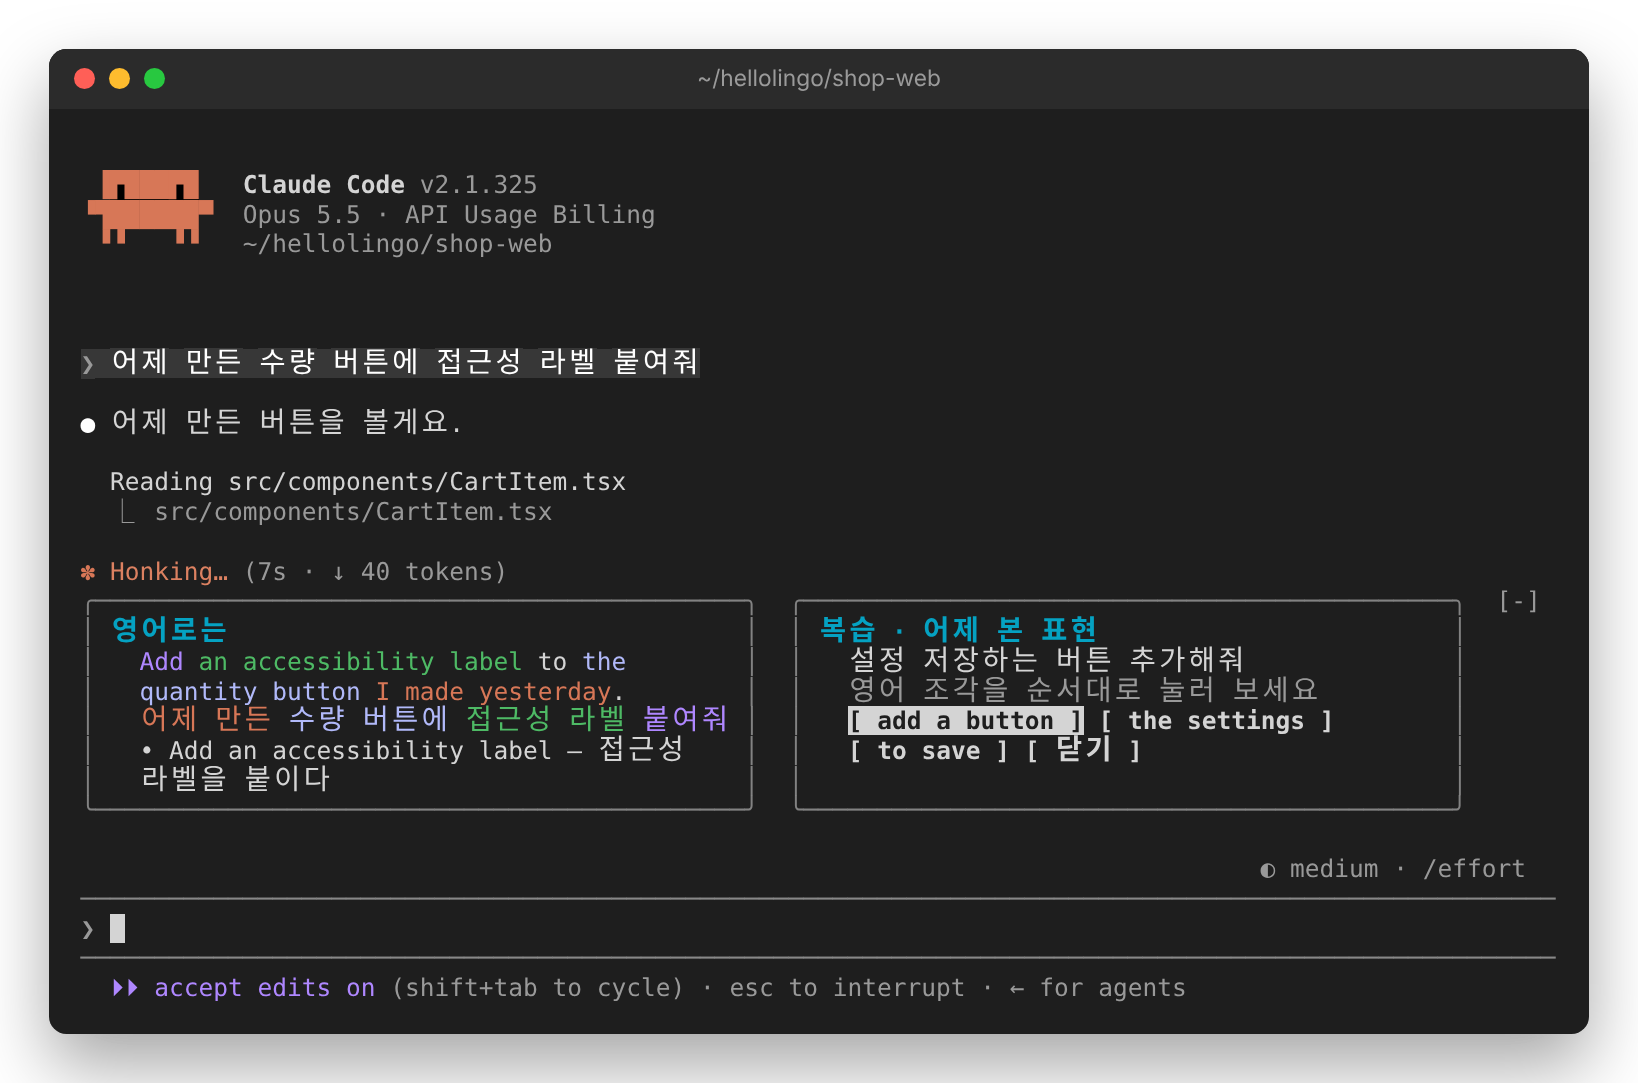 ~/hellolingo/shop-web
Claude Code v2.1.325
Opus 5.5 · API Usage Billing
~/hellolingo/shop-web
❯ 어제 만든 수량 버튼에 접근성 라벨 붙여줘
● 어제 만든 버튼을 볼게요.
Reading src/components/CartItem.tsx
⎿ src/components/CartItem.tsx
✽ Honking… (7s · ↓ 40 tokens)
[-]
영어로는
Add an accessibility label to the
quantity button I made yesterday.
어제 만든 수량 버튼에 접근성 라벨 붙여줘
• Add an accessibility label — 접근성
라벨을 붙이다
복습 · 어제 본 표현
설정 저장하는 버튼 추가해줘
영어 조각을 순서대로 눌러 보세요
[ add a button ] [ the settings ]
[ to save ] [ 닫기 ]
◐ medium · /effort
❯
⏵⏵ accept edits on (shift+tab to cycle) · esc to interrupt · ← for agents